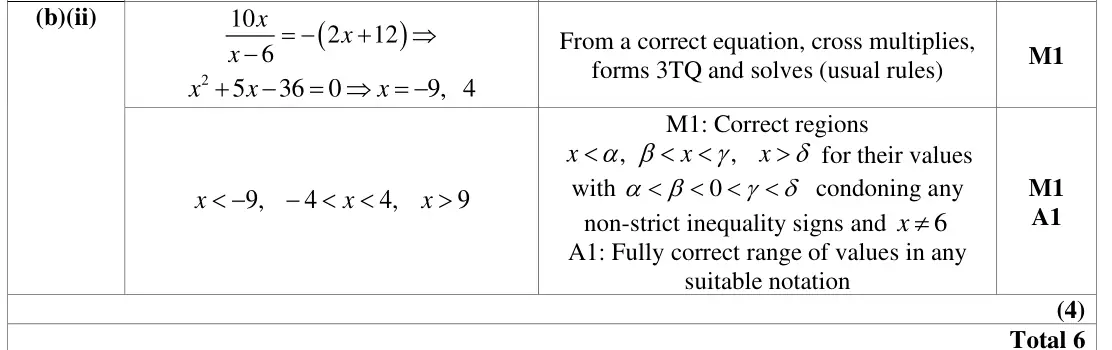 (b)(ii)
10x/(x−6) = −(2x+12) ⇒
x² + 5x − 36 = 0 ⇒ x = −9, 4
From a correct equation, cross multiplies,
forms 3TQ and solves (usual rules)
M1
x < −9, − 4 < x < 4, x > 9
M1: Correct regions
x < α, β < x < γ, x > δ for their values
with α < β < 0 < γ < δ condoning any
non-strict inequality signs and x ≠ 6
A1: Fully correct range of values in any
suitable notation
M1
A1
(4)
Total 6